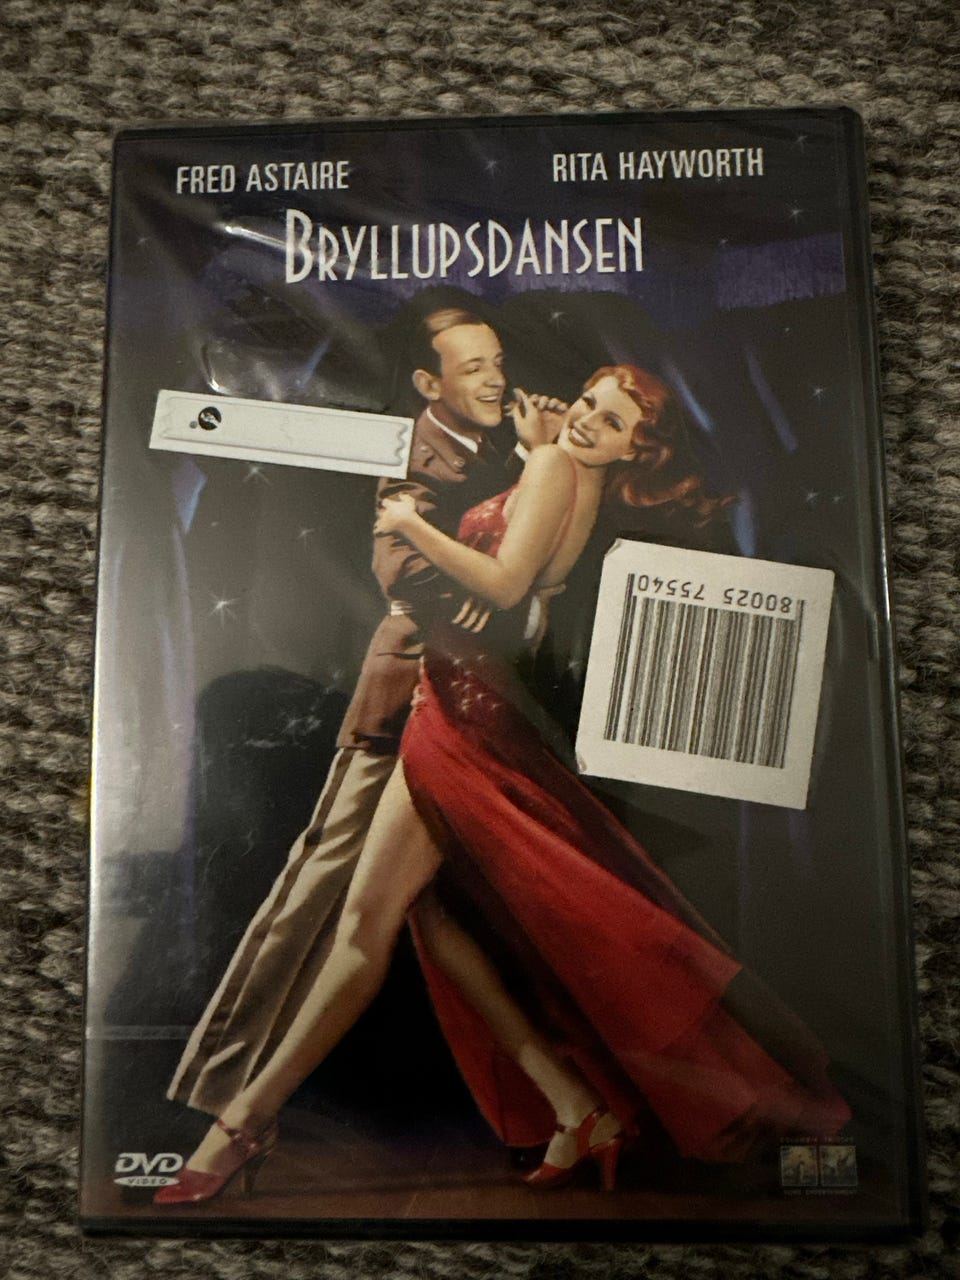 FRED ASTAIRE
RITA HAYWORTH
BRYLLUPSDANSEN
80025 75540
DVD
VIDEO